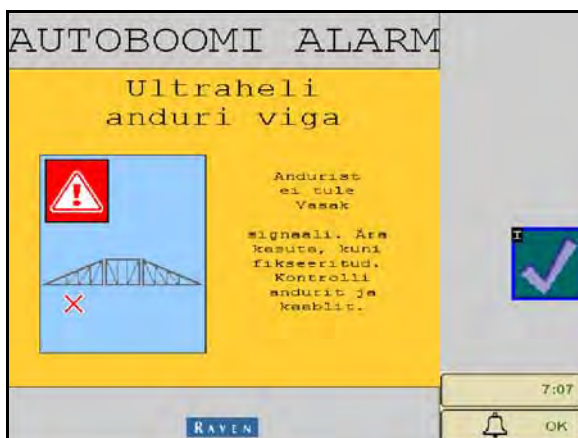 AUTOBOOMI ALARM
Ultraheli
anduri viga
Andurist
ei tule
Vasak
signaali. Ära
kasuta, kuni
fikseeritud.
Kontrolli
andurit ja
kaablit.
I
7:07
RAVEN
OK